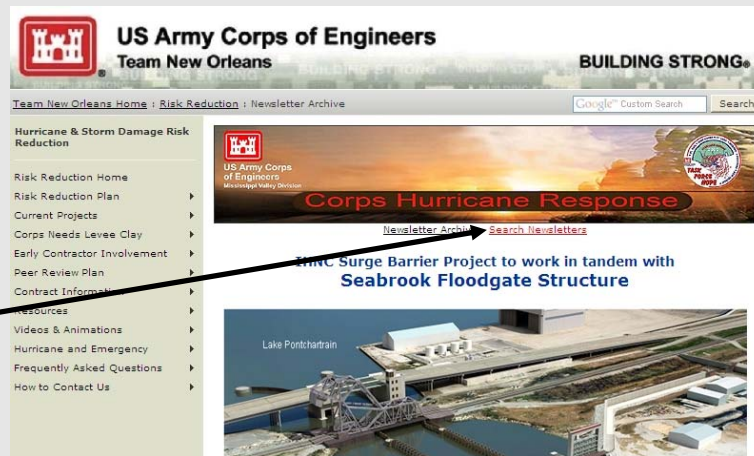 US Army Corps of Engineers
Team New Orleans
BUILDING STRONG®
Team New Orleans Home : Risk Reduction : Newsletter Archive
Google™ Custom Search
Search
Hurricane & Storm Damage Risk
Reduction
Risk Reduction Home
Risk Reduction Plan
Current Projects
Corps Needs Levee Clay
Early Contractor Involvement
Peer Review Plan
Contract Information
Resources
Videos & Animations
Hurricane and Emergency
Frequently Asked Questions
How to Contact Us
US Army Corps
of Engineers
Mississippi Valley Division
TASK
FORCE
HOPE
Corps Hurricane Response
Newsletter Archive
Search Newsletters
IHNC Surge Barrier Project to work in tandem with
Seabrook Floodgate Structure
Lake Pontchartrain